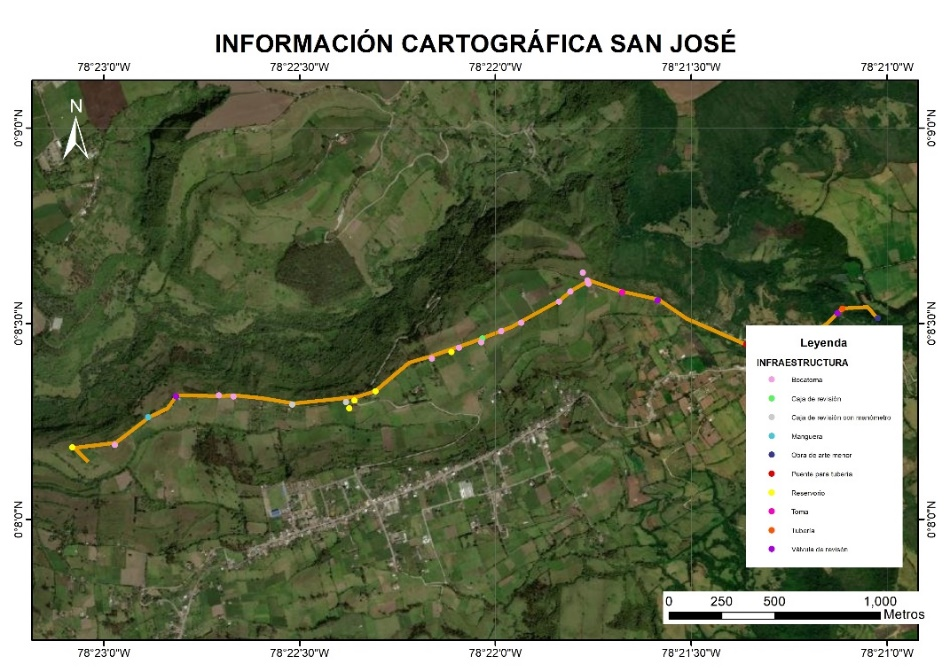 INFORMACIÓN CARTOGRÁFICA SAN JOSÉ
78°23'0"W 78°22'30"W 78°22'0"W 78°21'30"W 78°21'0"W
N
0°9'0"N 0°9'0"N
0°8'30"N 0°8'30"N
Leyenda
INFRAESTRUCTURA
Bocatoma
Caja de revisión
Caja de revisión con manómetro
Manguera
Obra de arte menor
Puente para tubería
Reservorio
Toma
Tubería
Válvula de revisón
0°8'0"N 0°8'0"N
0 250 500 1,000
Metros
78°23'0"W 78°22'30"W 78°22'0"W 78°21'30"W 78°21'0"W